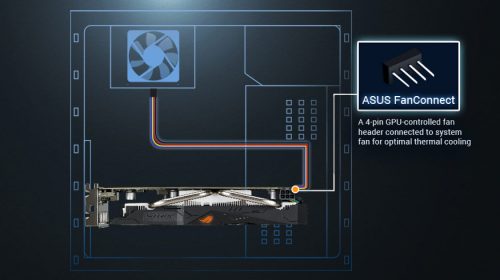 ASUS FanConnect
A 4-pin GPU-controlled fan
header connected to system
fan for optimal thermal cooling